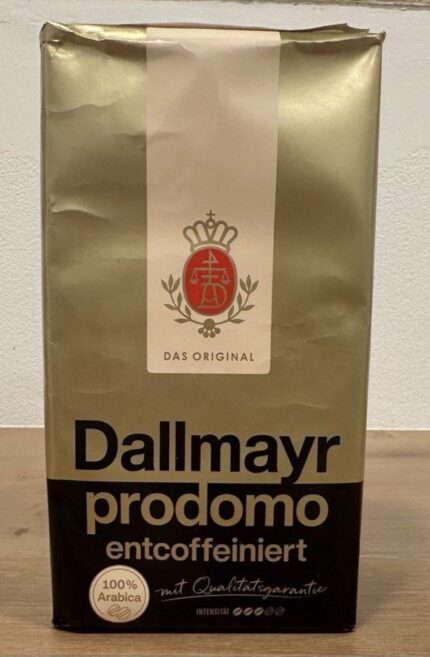 DAS ORIGINAL
Dallmayr
prodomo
entcoffeiniert
100%
Arabica
mit Qualitätsgarantie
INTENSITÄT